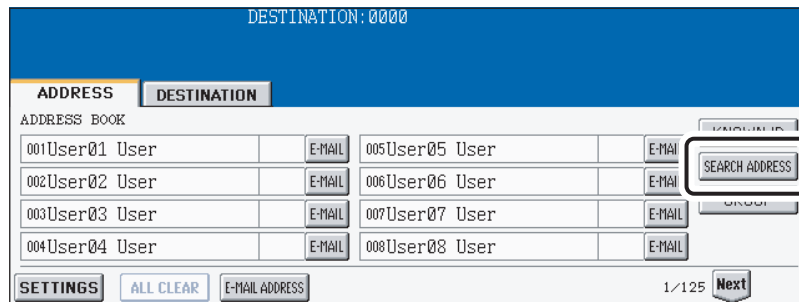 DESTINATION:0000
ADDRESS DESTINATION
ADDRESS BOOK
001User01 User E-MAIL 005User05 User
SEARCH ADDRESS
002User02 User E-MAIL 006User06 User
003User03 User E-MAIL 007User07 User E-MAIL
004User04 User E-MAIL 008User08 User E-MAIL
SETTINGS ALL CLEAR E-MAIL ADDRESS 1/125 Next